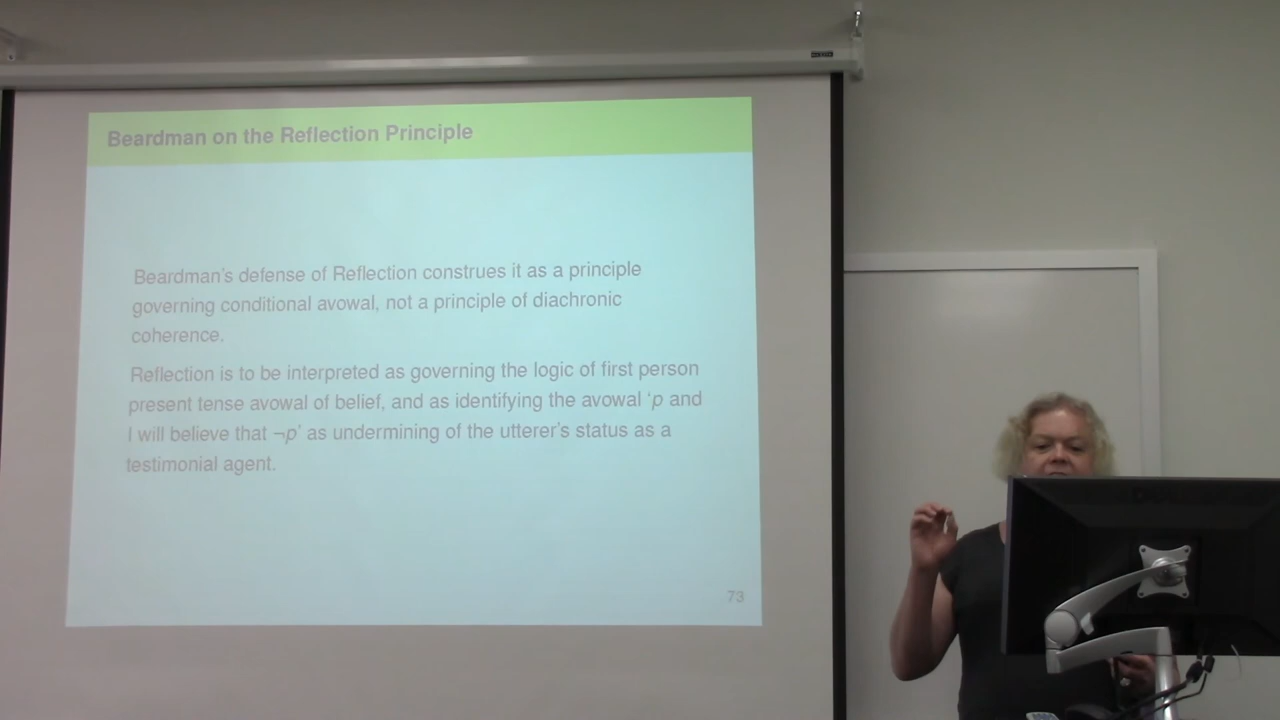 Beardman on the Reflection Principle
Beardman's defense of Reflection construes it as a principle
governing conditional avowal, not a principle of diachronic
coherence.
Reflection is to be interpreted as governing the logic of first person
present tense avowal of belief, and as identifying the avowal ‘p and
I will believe that ¬p’ as undermining of the utterer's status as a
testimonial agent.
73